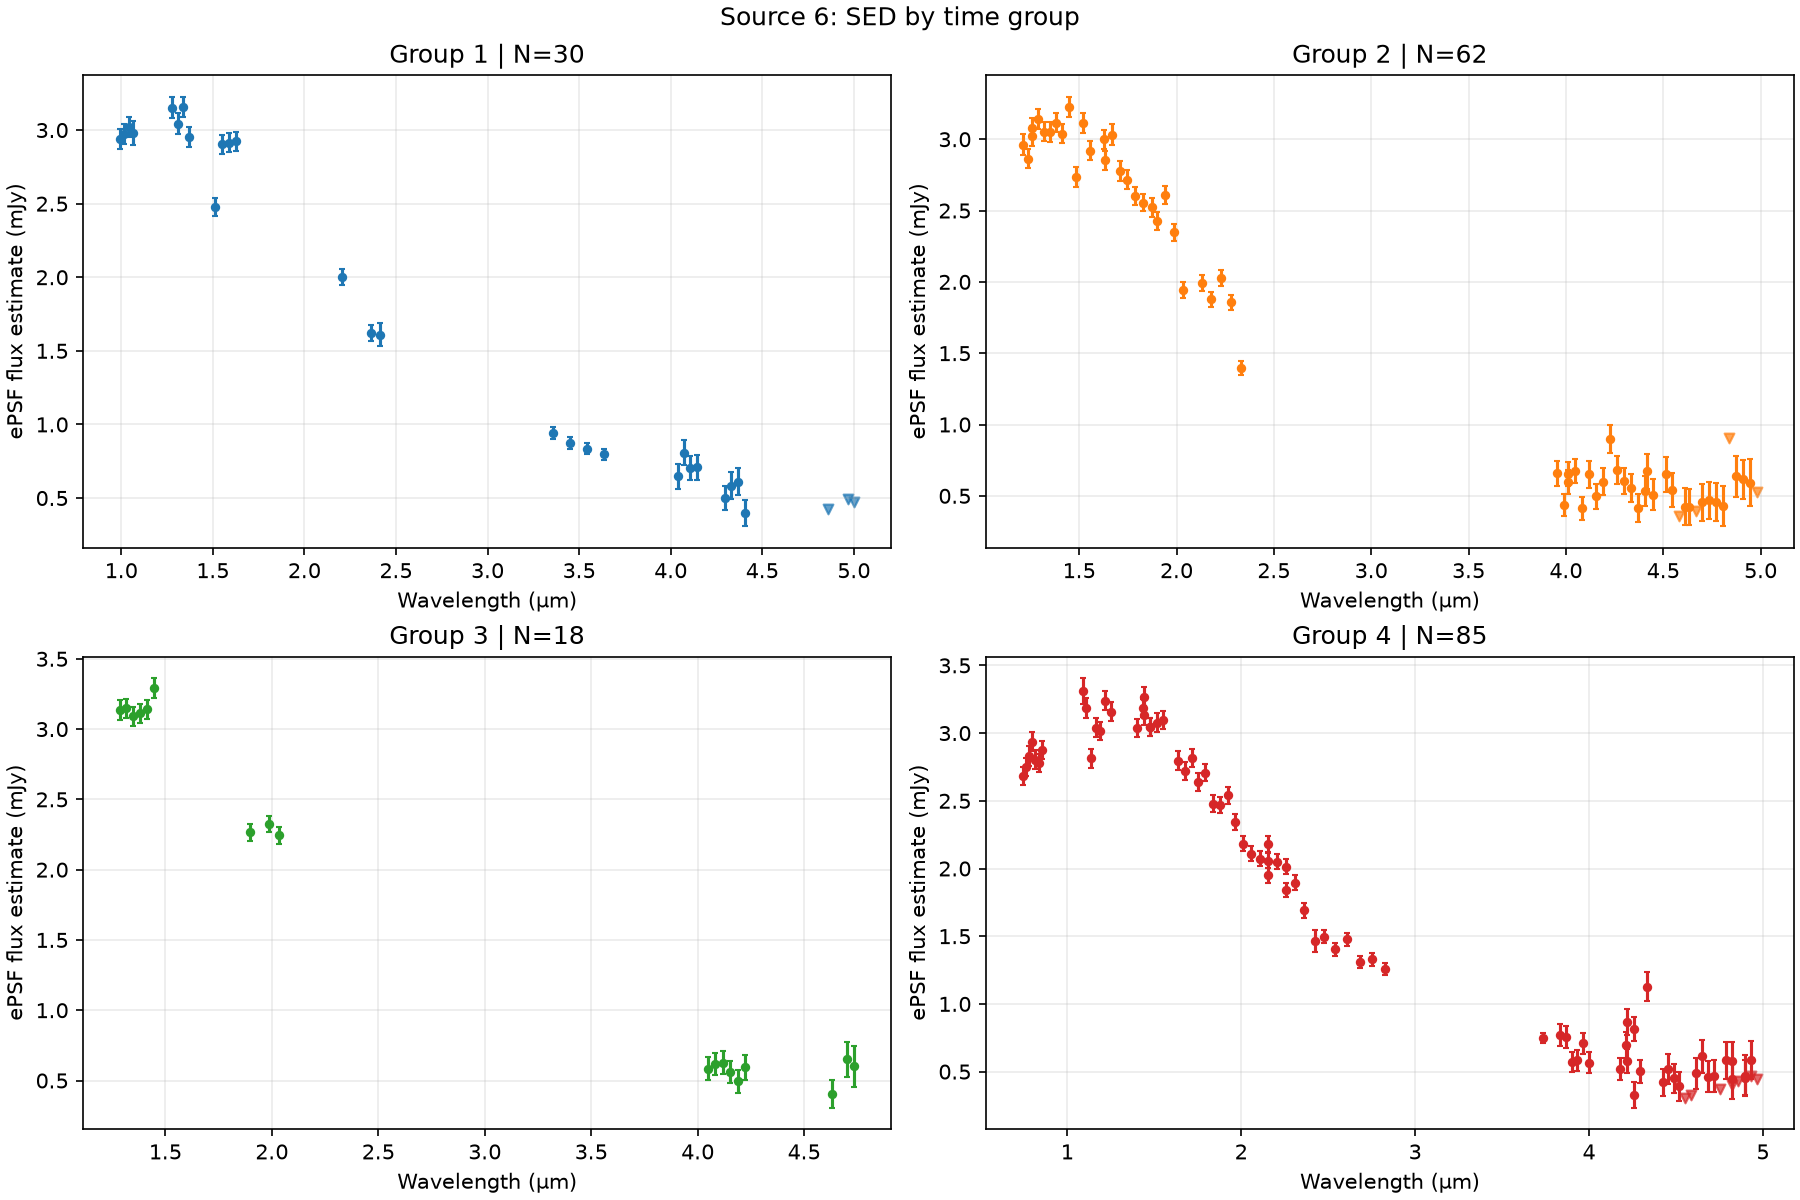 Source 6: SED by time group
Group 1 | N=30
ePSF flux estimate (mJy)
3.0
2.5
2.0
1.5
1.0
0.5
1.0 1.5 2.0 2.5 3.0 3.5 4.0 4.5 5.0
Wavelength (µm)
Group 2 | N=62
ePSF flux estimate (mJy)
3.0
2.5
2.0
1.5
1.0
0.5
1.5 2.0 2.5 3.0 3.5 4.0 4.5 5.0
Wavelength (µm)
Group 3 | N=18
ePSF flux estimate (mJy)
3.5
3.0
2.5
2.0
1.5
1.0
0.5
1.5 2.0 2.5 3.0 3.5 4.0 4.5
Wavelength (µm)
Group 4 | N=85
ePSF flux estimate (mJy)
3.5
3.0
2.5
2.0
1.5
1.0
0.5
1 2 3 4 5
Wavelength (µm)